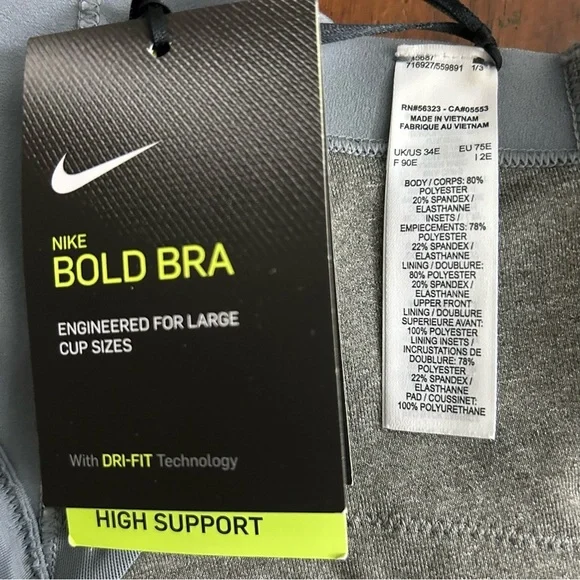 NIKE
BOLD BRA
ENGINEERED FOR LARGE
CUP SIZES
With DRI-FIT Technology
HIGH SUPPORT
716927/559891 1/3
RN#56323 - CA#05553
MADE IN VIETNAM
FABRIQUE AU VIETNAM
UK/US 34E EU 75E
F 90E I 2E
BODY / CORPS: 80%
POLYESTER
20% SPANDEX /
ELASTHANNE
INSETS /
EMPIECEMENTS: 78%
POLYESTER
22% SPANDEX /
ELASTHANNE
LINING / DOUBLURE:
80% POLYESTER
20% SPANDEX /
ELASTHANNE
UPPER FRONT
LINING / DOUBLURE
SUPERIEURE AVANT:
100% POLYESTER
LINING INSETS /
INCRUSTATIONS DE
DOUBLURE: 78%
POLYESTER
22% SPANDEX /
ELASTHANNE
PAD / COUSSINET:
100% POLYURETHANE